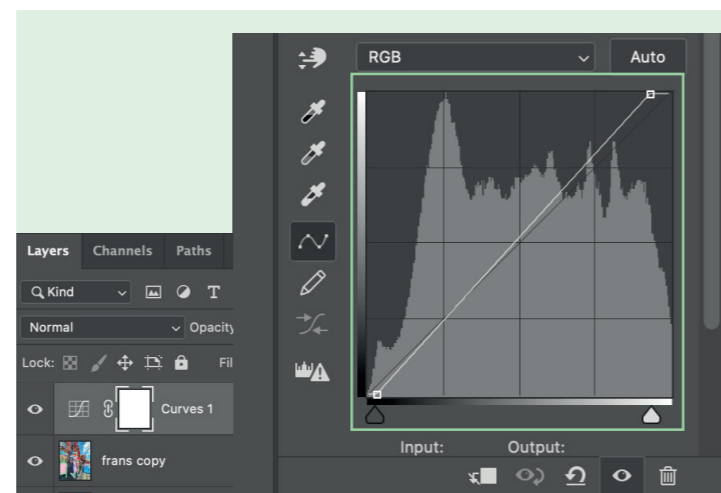 RGB
Auto
Layers Channels Paths
Kind T
Normal Opacity
Lock: Fil
Curves 1
frans copy
Input: Output: